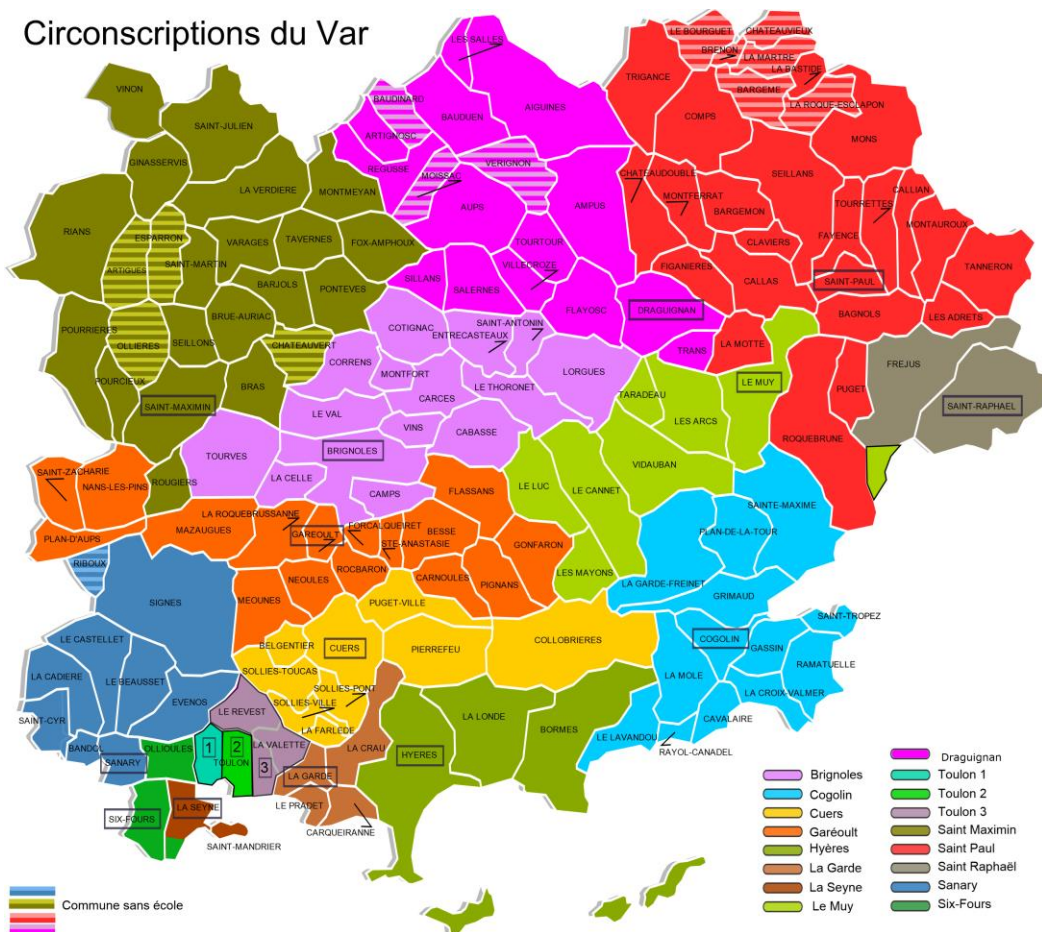 Circonscriptions du Var
LES SALLES
LE BOURGUET
CHATEAUVIEUX
BRENON
LA MARTRE
LA BASTIDE
TRIGANCE
BARGEME
LA ROQUE-ESCLAPON
VINON
BAUDINARD
AIGUINES
BAUDUEN
COMPS
SAINT-JULIEN
ARTIGNOSC
MONS
GINASSERVIS
REGUSSE
MOISSAC
VERIGNON
CHATEAUDOUBLE
SEILLANS
LA VERDIERE
MONTMEYAN
MONTFERRAT
CALLIAN
TOURRETTES
AUPS
AMPUS
BARGEMON
MONTAUROUX
RIANS
ESPARRON
VARAGES
TAVERNES
FOX-AMPHOUX
TOURTOUR
CLAVIERS
FAYENCE
ARTIGUES
SAINT-MARTIN
VILLECROZE
FIGANIERES
TANNERON
SILLANS
SALERNES
CALLAS
SAINT-PAUL
BARJOLS
PONTEVES
FLAYOSC
DRAGUIGNAN
BAGNOLS
LES ADRETS
BRUE-AURIAC
POURRIERES
COTIGNAC
SAINT-ANTONIN
ENTRECASTEAUX
OLLIERES
SEILLONS
CHATEAUVERT
CORRENS
TRANS
LA MOTTE
FREJUS
POURCIEUX
MONTFORT
LORGUES
BRAS
LE THORONET
LE MUY
PUGET
CARCES
TARADEAU
SAINT-MAXIMIN
LE VAL
LES ARCS
SAINT-RAPHAEL
VINS
CABASSE
ROQUEBRUNE
TOURVES
BRIGNOLES
VIDAUBAN
SAINT-ZACHARIE
NANS-LES-PINS
ROUGIERS
LA CELLE
FLASSANS
LE LUC
LE CANNET
CAMPS
SAINTE-MAXIME
LA ROQUEBRUSSANNE
MAZAUGUES
GAREOULT
FORCALQUEIRET
BESSE
PLAN-DE-LA-TOUR
PLAN-D'AUPS
STE-ANASTASIE
GONFARON
RIBOUX
ROCBARON
LES MAYONS
NEOULES
CARNOULES
PIGNANS
LA GARDE-FREINET
SIGNES
MEOUNES
PUGET-VILLE
GRIMAUD
SAINT-TROPEZ
LE CASTELLET
BELGENTIER
CUERS
PIERREFEU
COLLOBRIERES
COGOLIN
GASSIN
SOLLIES-TOUCAS
RAMATUELLE
LA CADIERE
LE BEAUSSET
LA MOLE
SOLLIES-PONT
LA CROIX-VALMER
EVENOS
SOLLIES-VILLE
LE REVEST
LA LONDE
SAINT-CYR
CAVALAIRE
BORMES
LA FARLEDE
LE LAVANDOU
BANDOL
OLLIOULES
1
2
LA VALETTE
LA CRAU
HYERES
RAYOL-CANADEL
SANARY
TOULON
3
LA GARDE
LE PRADET
LA SEYNE
SIX-FOURS
CARQUEIRANNE
SAINT-MANDRIER
Brignoles
Cogolin
Cuers
Garéoult
Hyères
La Garde
La Seyne
Le Muy
Draguignan
Toulon 1
Toulon 2
Toulon 3
Saint Maximin
Saint Paul
Saint Raphaël
Sanary
Six-Fours
Commune sans école